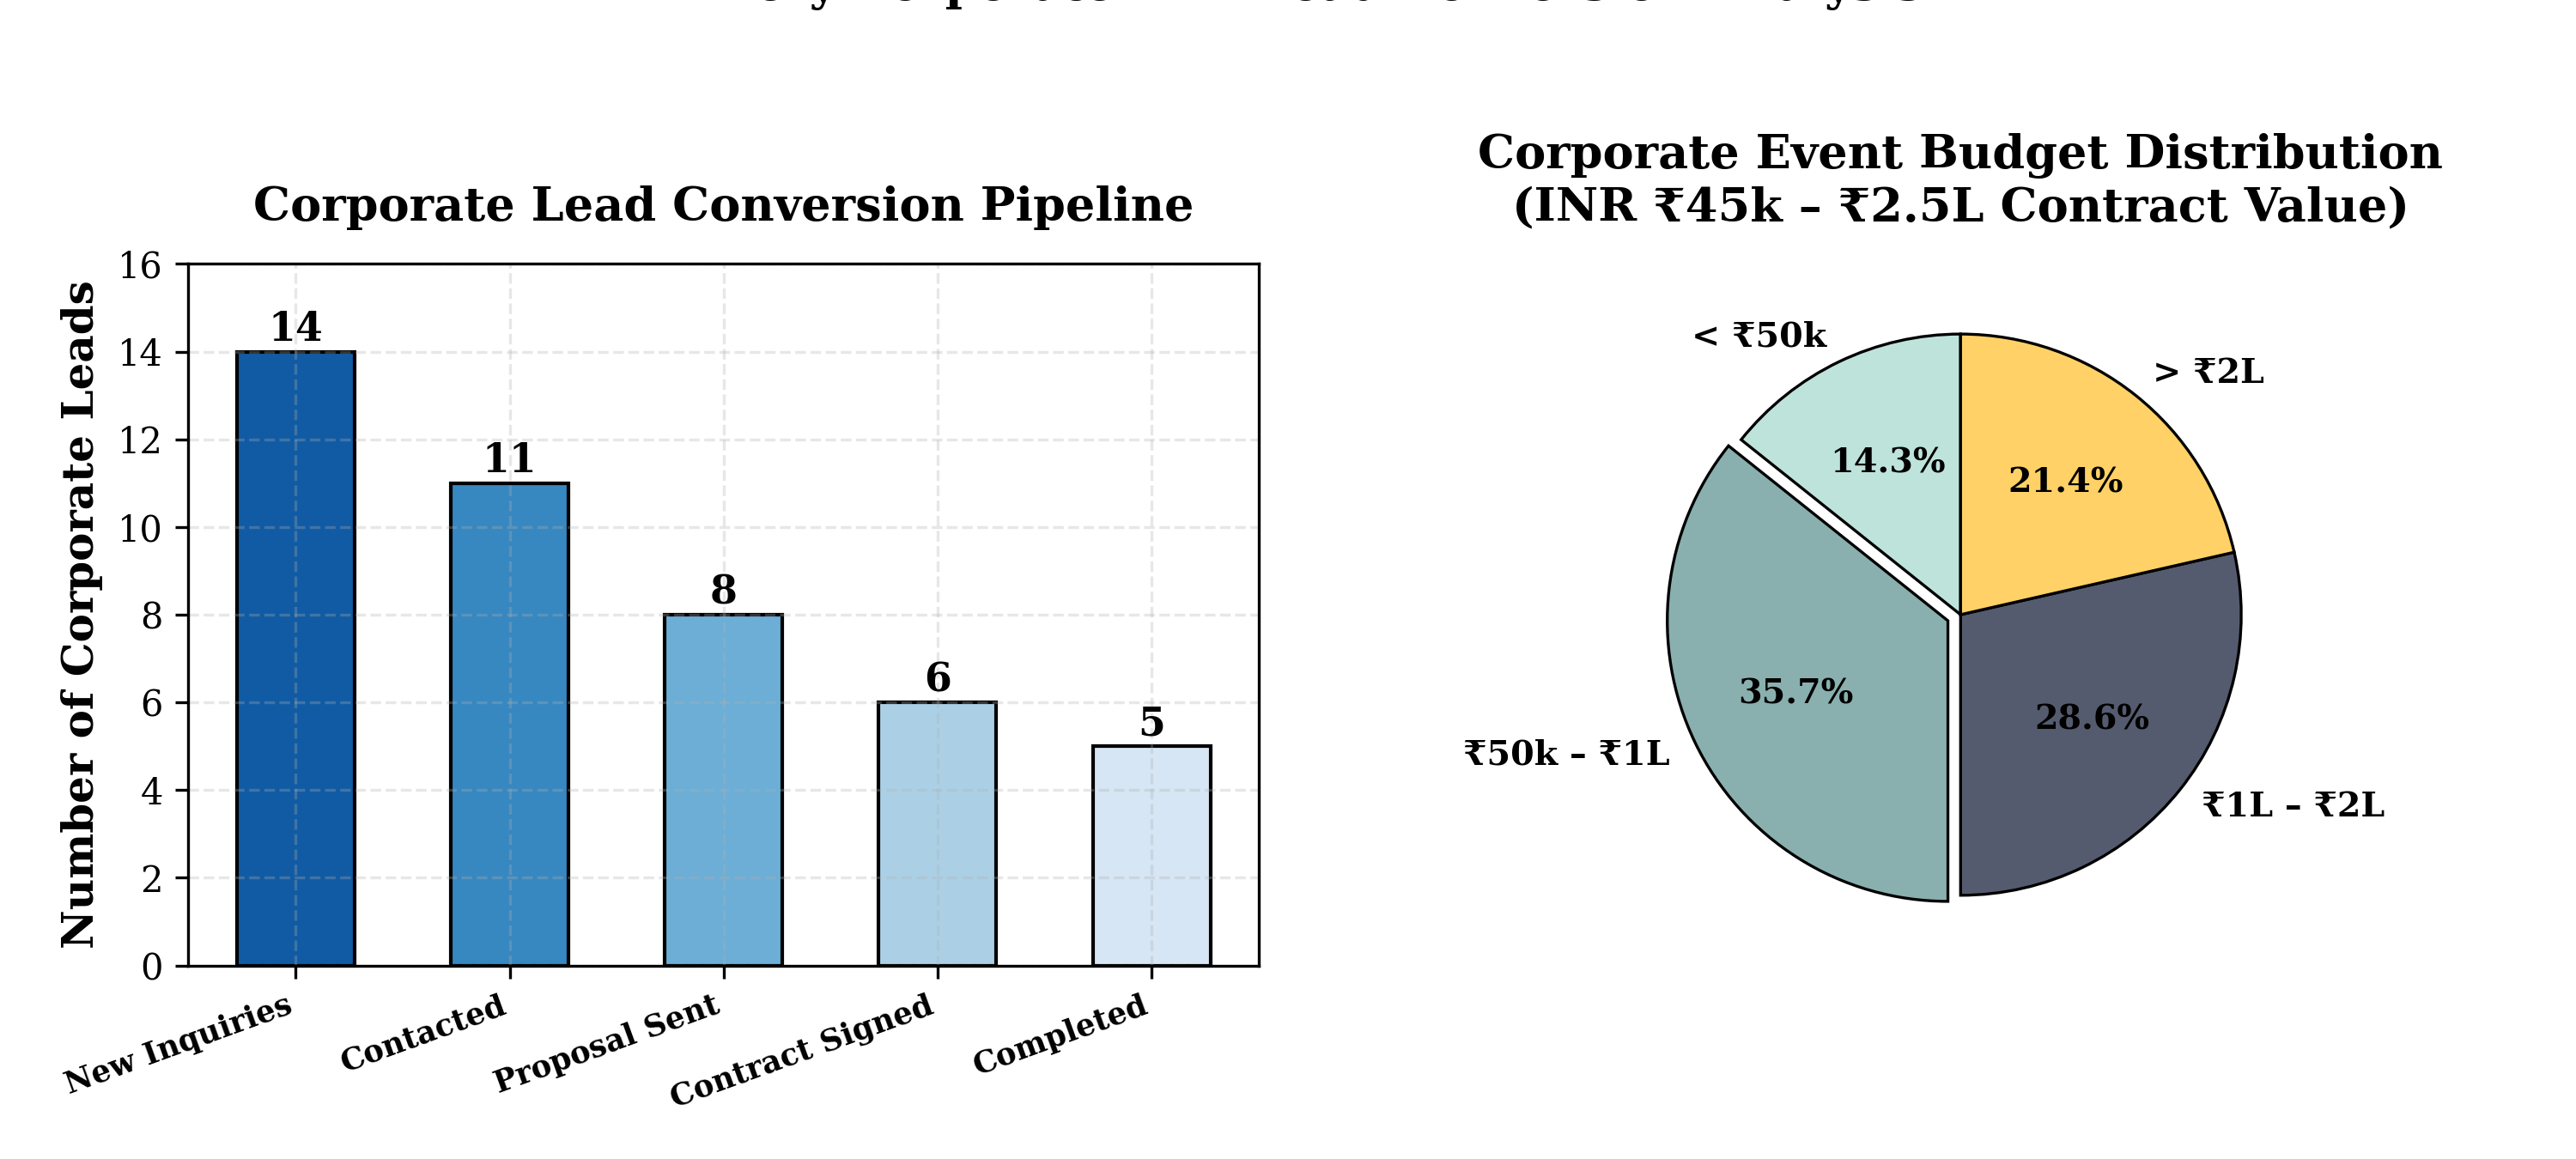 Corporate Lead Conversion Pipeline
Number of Corporate Leads
16
14
12
10
8
6
4
2
0
14
11
8
6
5
New Inquiries
Contacted
Proposal Sent
Contract Signed
Completed
Corporate Event Budget Distribution
(INR ₹45k – ₹2.5L Contract Value)
< ₹50k
> ₹2L
14.3%
21.4%
35.7%
28.6%
₹50k – ₹1L
₹1L – ₹2L